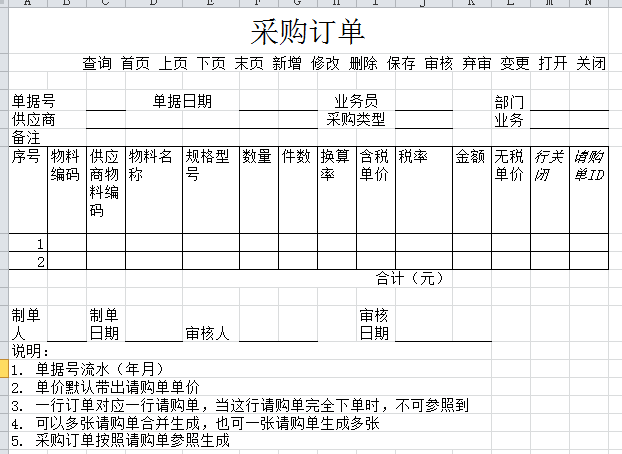 A B C D E F G H I J K L M N
采购订单
查询 首页 上页 下页 末页 新增 修改 删除 保存 审核 弃审 变更 打开 关闭
单据号 单据日期 业务员 部门
供应商 采购类型 业务
备注
序号 物料编码 供应商物料编码 物料名称 规格型号 数量 件数 换算率 含税单价 税率 金额 无税单价 行关闭 请购单ID
1
2
合计（元）
制单人 制单日期 审核人 审核日期
说明：
1. 单据号流水（年月）
2. 单价默认带出请购单单价
3. 一行订单对应一行请购单，当这行请购单完全下单时，不可参照到
4. 可以多张请购单合并生成，也可一张请购单生成多张
5. 采购订单按照请购单参照生成